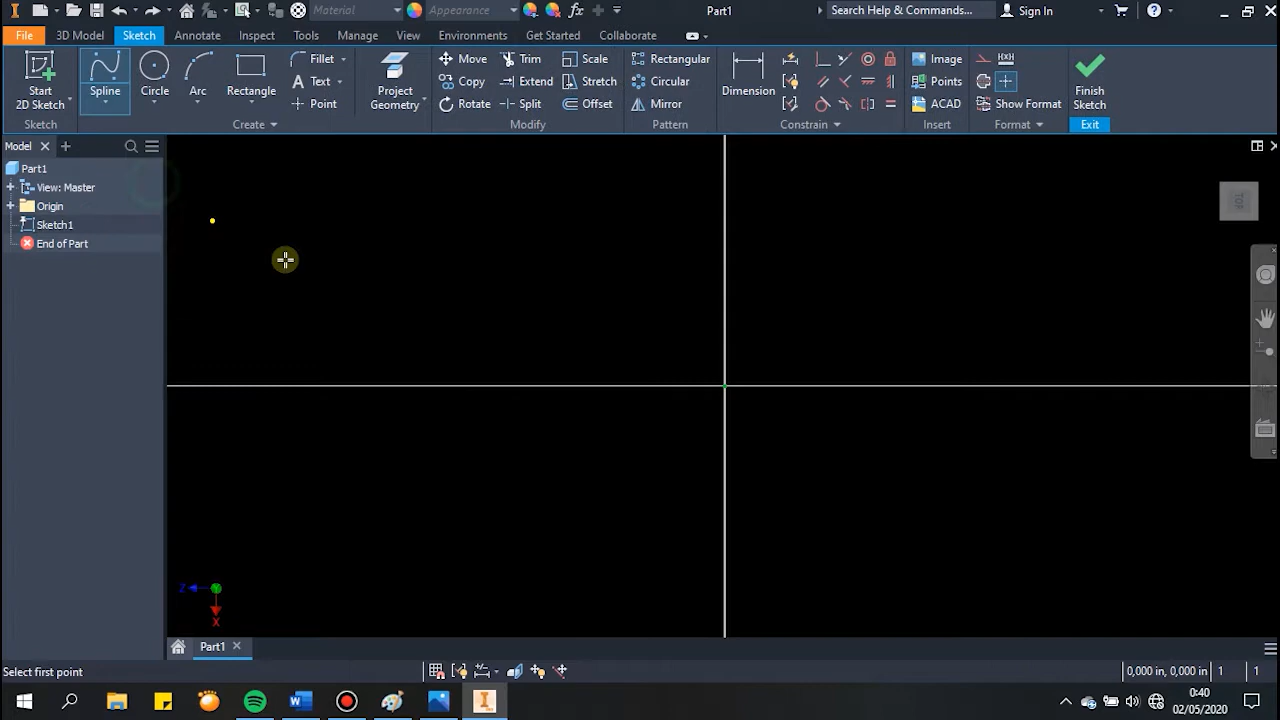 Material
Appearance
fx
Part1
Search Help & Commands...
Sign In
File
3D Model
Sketch
Annotate
Inspect
Tools
Manage
View
Environments
Get Started
Collaborate
Start
2D Sketch
Spline
Circle
Arc
Rectangle
Fillet
Text
Point
Project
Geometry
Move
Copy
Rotate
Trim
Extend
Split
Scale
Stretch
Offset
Rectangular
Circular
Mirror
Dimension
Image
Points
ACAD
Show Format
Finish
Sketch
Sketch
Create
Modify
Pattern
Constrain
Insert
Format
Exit
Model
Part1
View: Master
Origin
Sketch1
End of Part
TOP
Z
X
Part1
Select first point
0,000 in, 0,000 in
1
1
0:40
02/05/2020